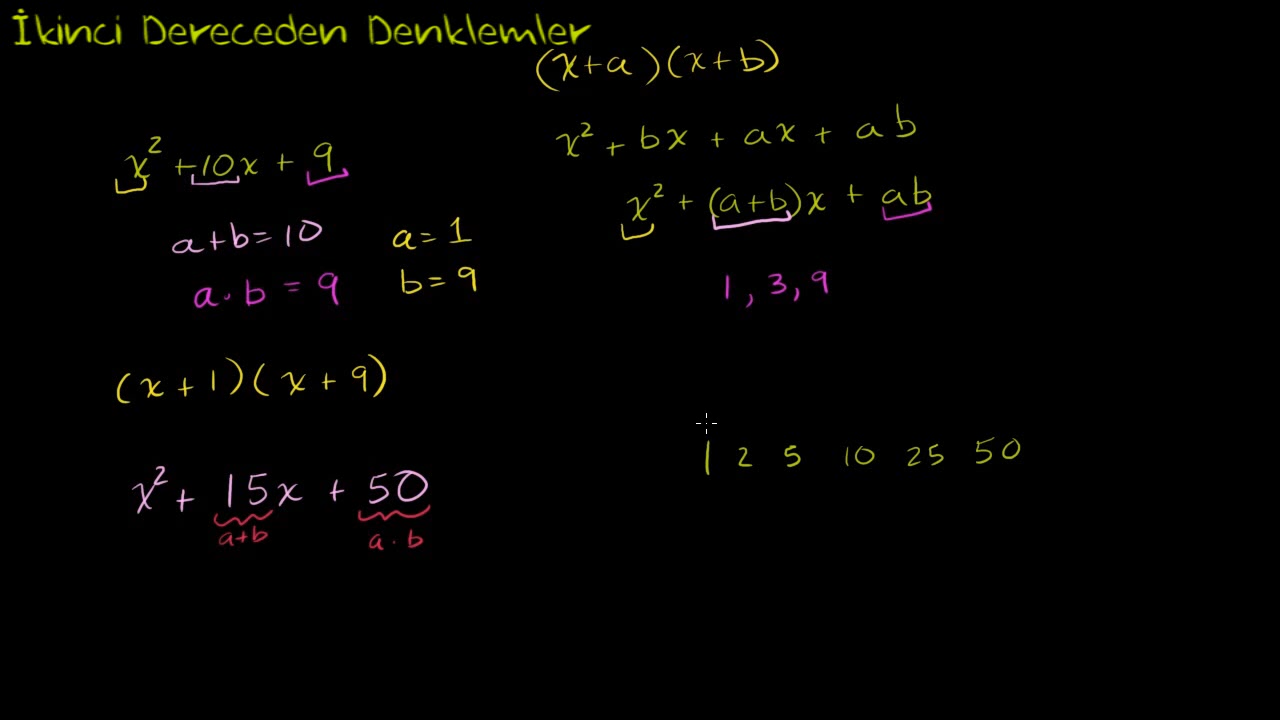 İkinci Dereceden Denklemler
(x+a)(x+b)
x² + bx + ax + ab
x² + (a+b)x + ab
1, 3, 9
x² + 10x + 9
a+b = 10
a · b = 9
a = 1
b = 9
(x + 1)(x + 9)
x² + 15x + 50
a+b
a · b
1 2 5 10 25 50